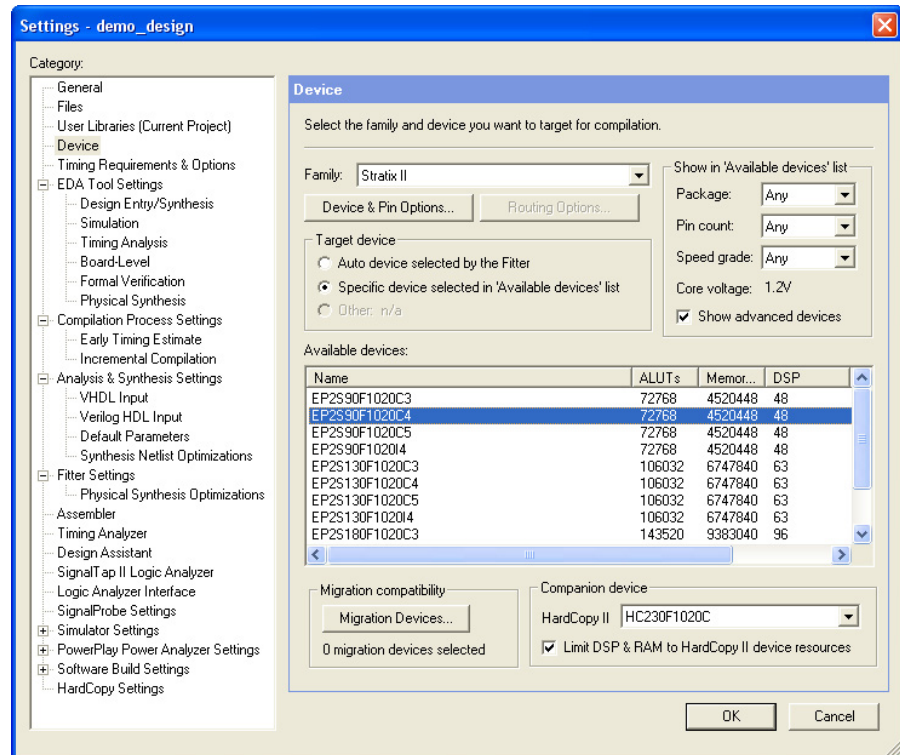 Settings - demo_design
Category:
General
Files
User Libraries (Current Project)
Device
Timing Requirements & Options
EDA Tool Settings
Design Entry/Synthesis
Simulation
Timing Analysis
Board-Level
Formal Verification
Physical Synthesis
Compilation Process Settings
Early Timing Estimate
Incremental Compilation
Analysis & Synthesis Settings
VHDL Input
Verilog HDL Input
Default Parameters
Synthesis Netlist Optimizations
Fitter Settings
Physical Synthesis Optimizations
Assembler
Timing Analyzer
Design Assistant
SignalTap II Logic Analyzer
Logic Analyzer Interface
SignalProbe Settings
Simulator Settings
PowerPlay Power Analyzer Settings
Software Build Settings
HardCopy Settings
Device
Select the family and device you want to target for compilation.
Family: Stratix II
Device & Pin Options... Routing Options...
Target device
Auto device selected by the Fitter
Specific device selected in 'Available devices' list
Other: n/a
Show in 'Available devices' list
Package: Any
Pin count: Any
Speed grade: Any
Core voltage: 1.2V
Show advanced devices
Available devices:
Name ALUTs Memor... DSP
EP2S90F1020C3 72768 4520448 48
EP2S90F1020C4 72768 4520448 48
EP2S90F1020C5 72768 4520448 48
EP2S90F1020I4 72768 4520448 48
EP2S130F1020C3 106032 6747840 63
EP2S130F1020C4 106032 6747840 63
EP2S130F1020C5 106032 6747840 63
EP2S130F1020I4 106032 6747840 63
EP2S180F1020C3 143520 9383040 96
Migration compatibility
Migration Devices...
0 migration devices selected
Companion device
HardCopy II HC230F1020C
Limit DSP & RAM to HardCopy II device resources
OK Cancel